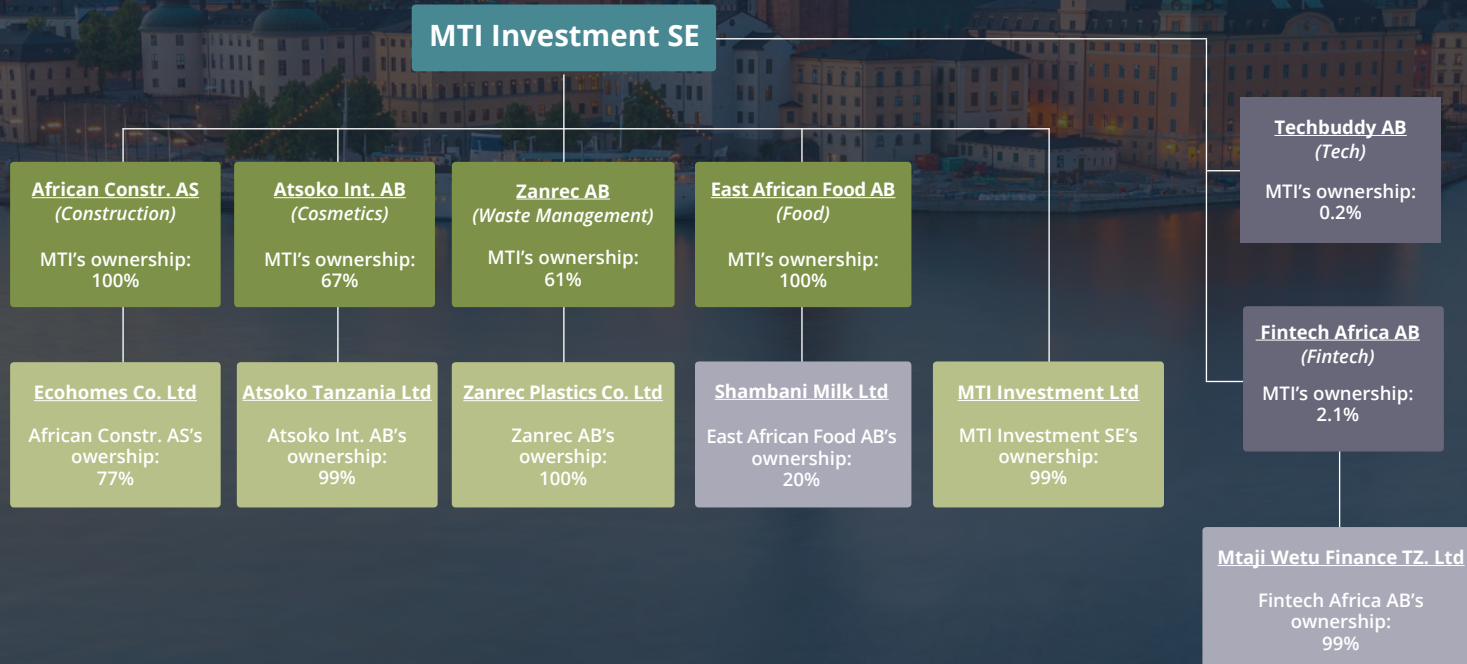 MTI Investment SE
African Constr. AS
(Construction)
MTI's ownership:
100%
Atsoko Int. AB
(Cosmetics)
MTI's ownership:
67%
Zanrec AB
(Waste Management)
MTI's ownership:
61%
East African Food AB
(Food)
MTI's ownership:
100%
Techbuddy AB
(Tech)
MTI's ownership:
0.2%
Fintech Africa AB
(Fintech)
MTI's ownership:
2.1%
Ecohomes Co. Ltd
African Constr. AS's
owership:
77%
Atsoko Tanzania Ltd
Atsoko Int. AB's
ownership:
99%
Zanrec Plastics Co. Ltd
Zanrec AB's
owership:
100%
Shambani Milk Ltd
East African Food AB's
ownership:
20%
MTI Investment Ltd
MTI Investment SE's
ownership:
99%
Mtaji Wetu Finance TZ. Ltd
Fintech Africa AB's
ownership:
99%